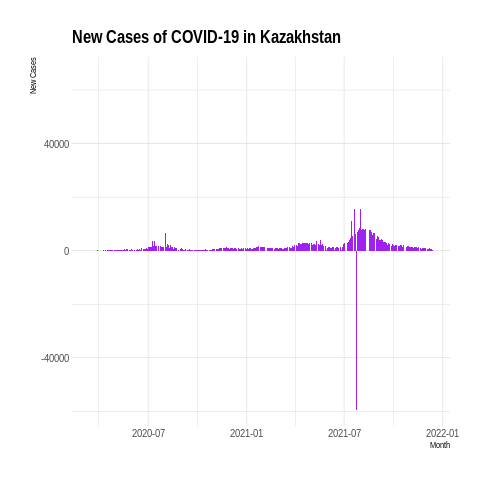 New Cases of COVID-19 in Kazakhstan
New Cases
40000
0
-40000
2020-07 2021-01 2021-07 2022-01
Month